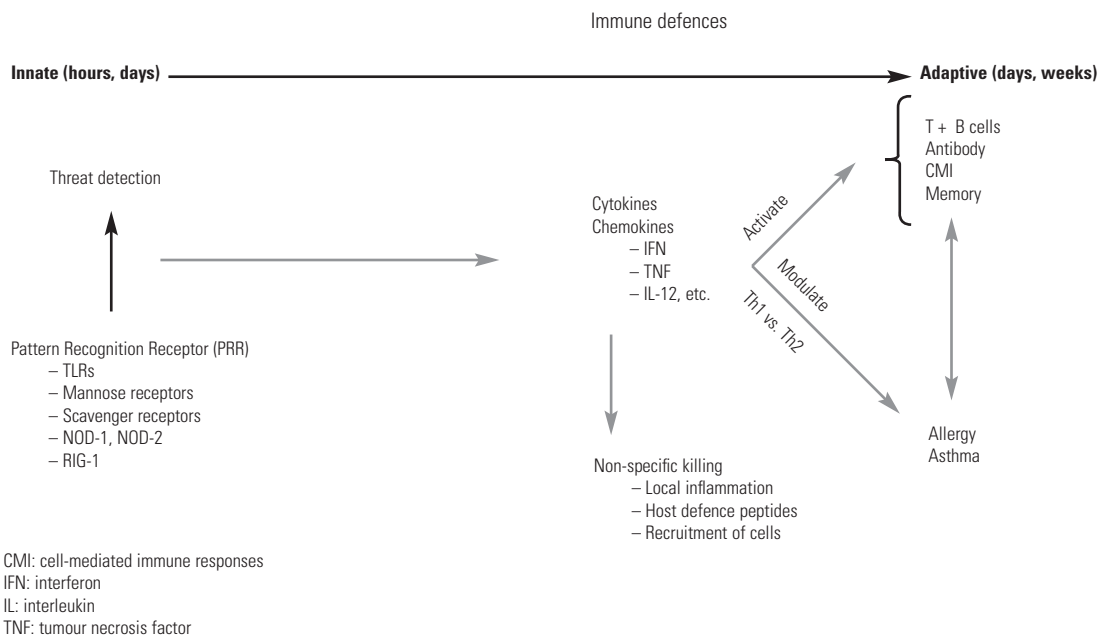 Immune defences
Innate (hours, days)
Adaptive (days, weeks)
T + B cells
Antibody
CMI
Memory
Threat detection
Cytokines
Chemokines
– IFN
– TNF
– IL-12, etc.
Activate
Modulate
Th1 vs. Th2
Pattern Recognition Receptor (PRR)
– TLRs
– Mannose receptors
– Scavenger receptors
– NOD-1, NOD-2
– RIG-1
Allergy
Asthma
Non-specific killing
– Local inflammation
– Host defence peptides
– Recruitment of cells
CMI: cell-mediated immune responses
IFN: interferon
IL: interleukin
TNF: tumour necrosis factor